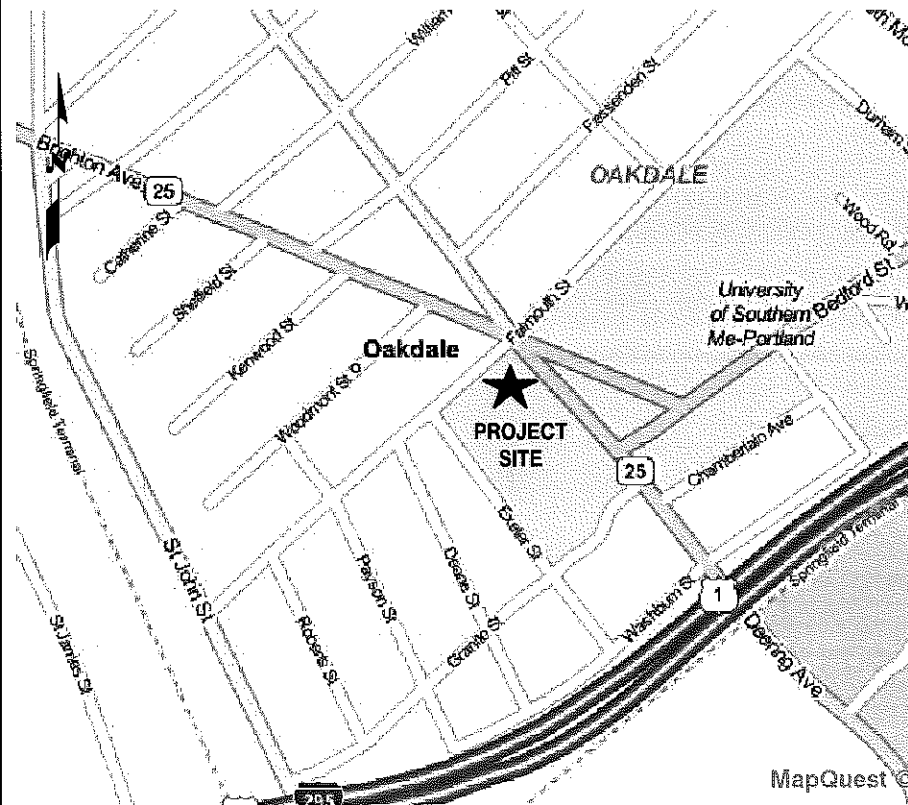 William
Pitt St
Fessenden St
Durham S
OAKDALE
Brighton Ave
N
25
Catherine St
Wood Rd
Sheffield St
University
of Southern
Me-Portland
Bedford St
W
Falmouth St
Kenwood St
Oakdale
Woodmont St
PROJECT
SITE
Springfield Terminal
25
Chamberlain Ave
Exeter St
Deane St
Payson St
St John St
Springfield Terminal
1
Washburn St
Granite St
Roberts St
St James St
Deering Ave
MapQuest ©
295